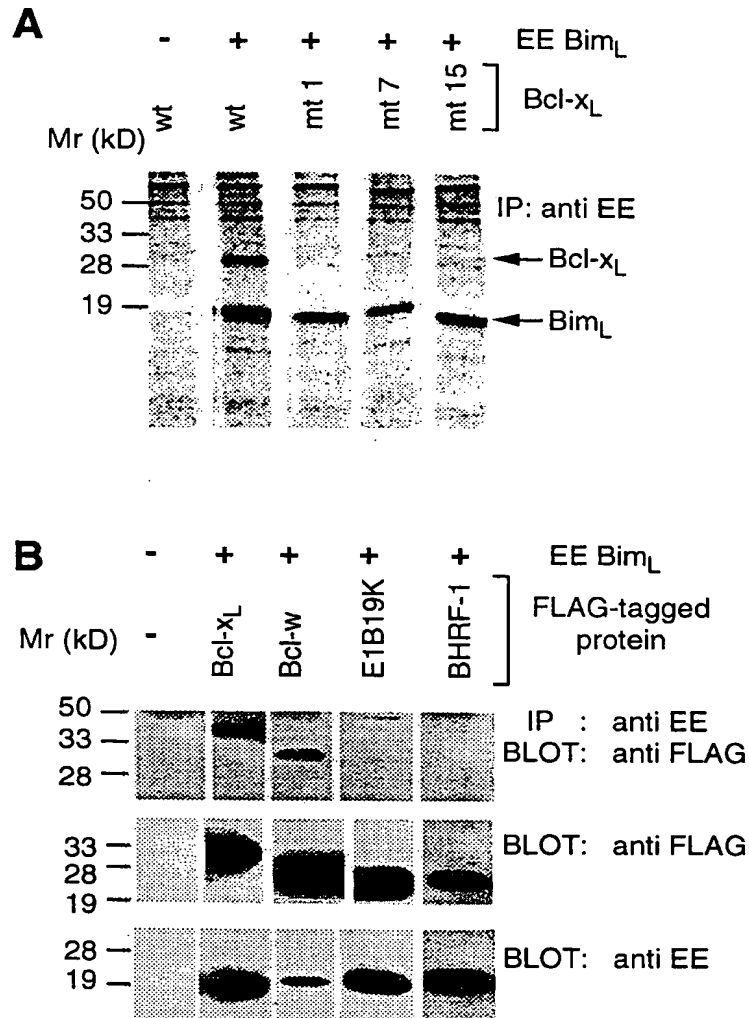 A
- + + + + EE BimL
wt wt mt 1 mt 7 mt 15 Bcl-xL
Mr (kD)
50
IP: anti EE
33
28
Bcl-xL
19
BimL
B
- + + + + EE BimL
Mr (kD) - Bcl-xL Bcl-w E1B19K BHRF-1 FLAG-tagged
protein
50
IP : anti EE
33
BLOT: anti FLAG
28
33
BLOT: anti FLAG
28
19
28
BLOT: anti EE
19